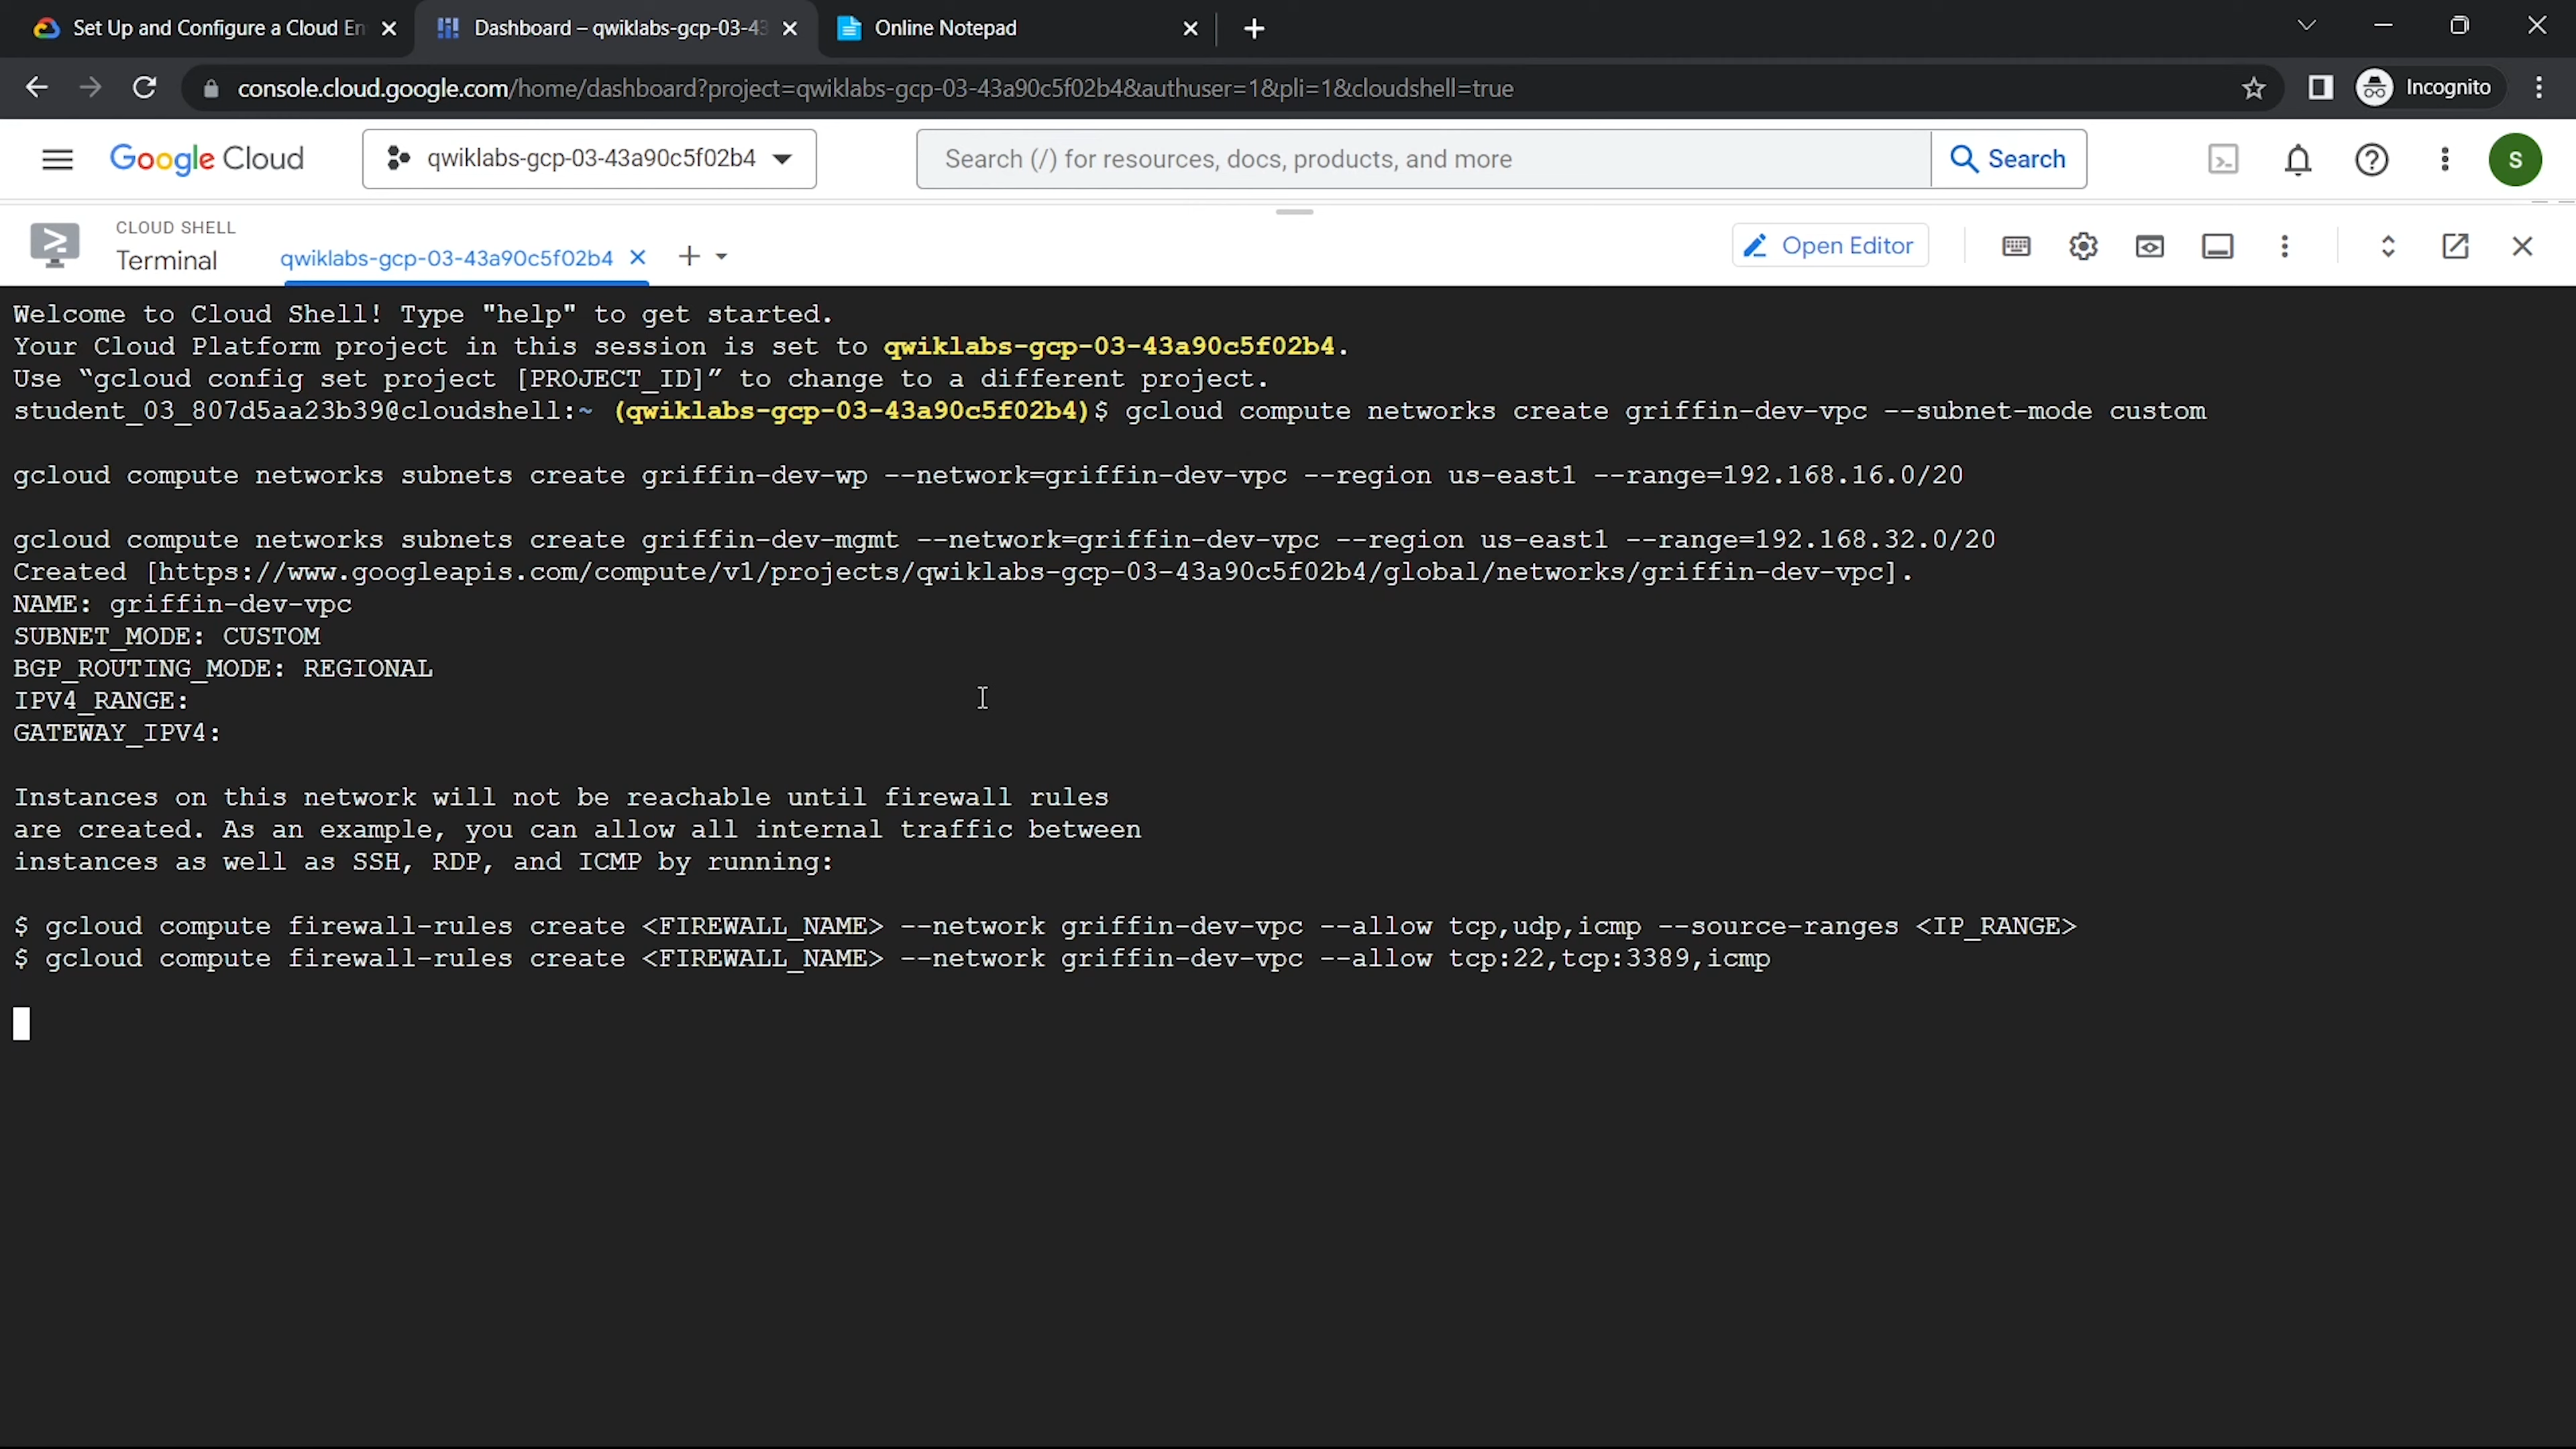 Set Up and Configure a Cloud En
Dashboard – qwiklabs-gcp-03-43
Online Notepad
console.cloud.google.com/home/dashboard?project=qwiklabs-gcp-03-43a90c5f02b4&authuser=1&pli=1&cloudshell=true
Incognito
Google Cloud
qwiklabs-gcp-03-43a90c5f02b4
Search (/) for resources, docs, products, and more
Search
S
CLOUD SHELL
Terminal
qwiklabs-gcp-03-43a90c5f02b4
Open Editor
Welcome to Cloud Shell! Type "help" to get started.
Your Cloud Platform project in this session is set to qwiklabs-gcp-03-43a90c5f02b4.
Use “gcloud config set project [PROJECT_ID]” to change to a different project.
student_03_807d5aa23b39@cloudshell:~ (qwiklabs-gcp-03-43a90c5f02b4)$ gcloud compute networks create griffin-dev-vpc --subnet-mode custom
gcloud compute networks subnets create griffin-dev-wp --network=griffin-dev-vpc --region us-east1 --range=192.168.16.0/20
gcloud compute networks subnets create griffin-dev-mgmt --network=griffin-dev-vpc --region us-east1 --range=192.168.32.0/20
Created [https://www.googleapis.com/compute/v1/projects/qwiklabs-gcp-03-43a90c5f02b4/global/networks/griffin-dev-vpc].
NAME: griffin-dev-vpc
SUBNET_MODE: CUSTOM
BGP_ROUTING_MODE: REGIONAL
IPV4_RANGE:
GATEWAY_IPV4:
Instances on this network will not be reachable until firewall rules
are created. As an example, you can allow all internal traffic between
instances as well as SSH, RDP, and ICMP by running:
$ gcloud compute firewall-rules create <FIREWALL_NAME> --network griffin-dev-vpc --allow tcp,udp,icmp --source-ranges <IP_RANGE>
$ gcloud compute firewall-rules create <FIREWALL_NAME> --network griffin-dev-vpc --allow tcp:22,tcp:3389,icmp